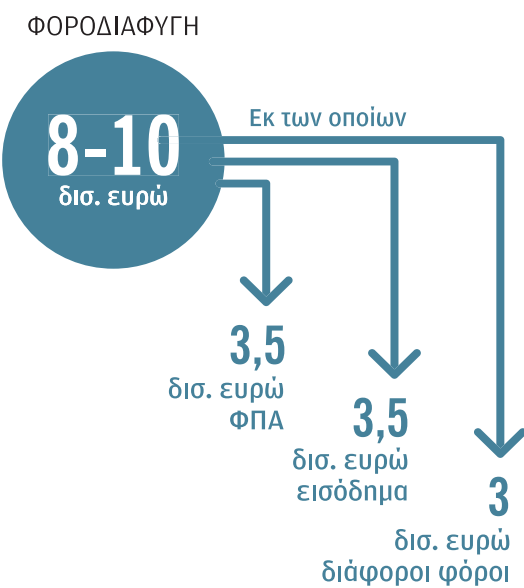 ΦΟΡΟΔΙΑΦΥΓΗ
8-10
δισ. ευρώ
Εκ των οποίων
3,5
δισ. ευρώ
ΦΠΑ
3,5
δισ. ευρώ
εισόδημα
3
δισ. ευρώ
διάφοροι φόροι